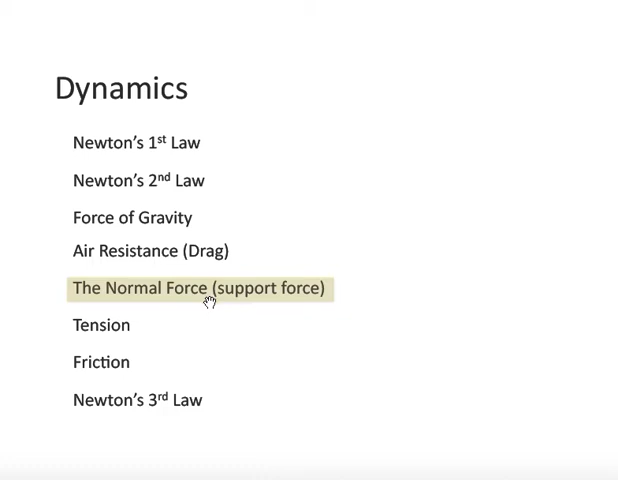 Dynamics
Newton’s 1st Law
Newton’s 2nd Law
Force of Gravity
Air Resistance (Drag)
The Normal Force (support force)
Tension
Friction
Newton’s 3rd Law